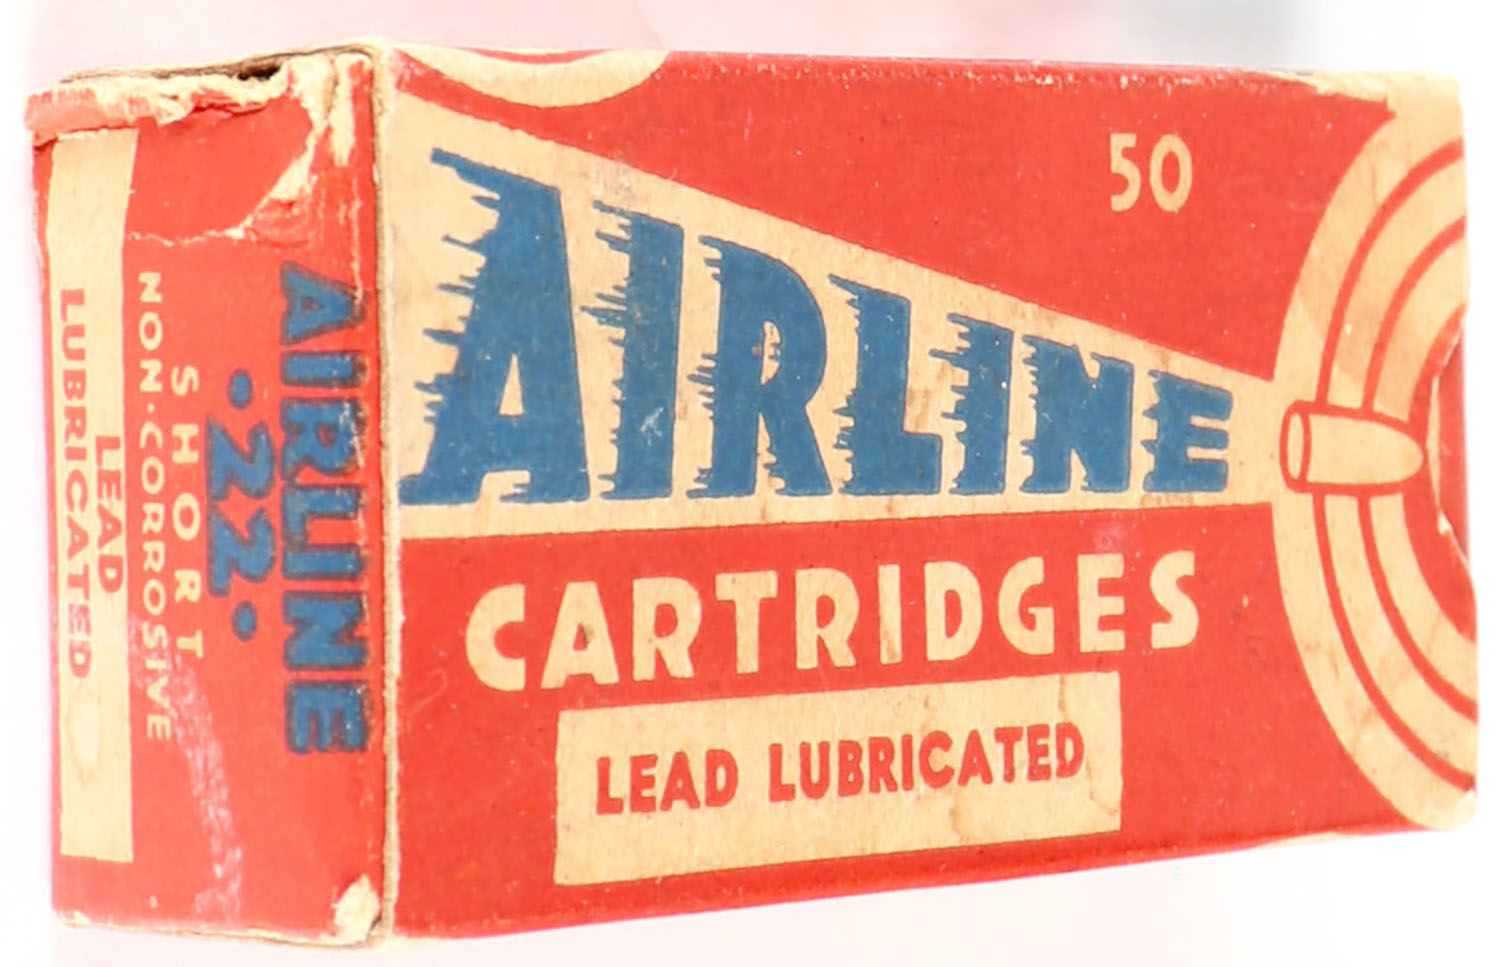 50
AIRLINE
CARTRIDGES
LEAD LUBRICATED
AIRLINE
.22.
SHORT
NON-CORROSIVE
LEAD
LUBRICATED